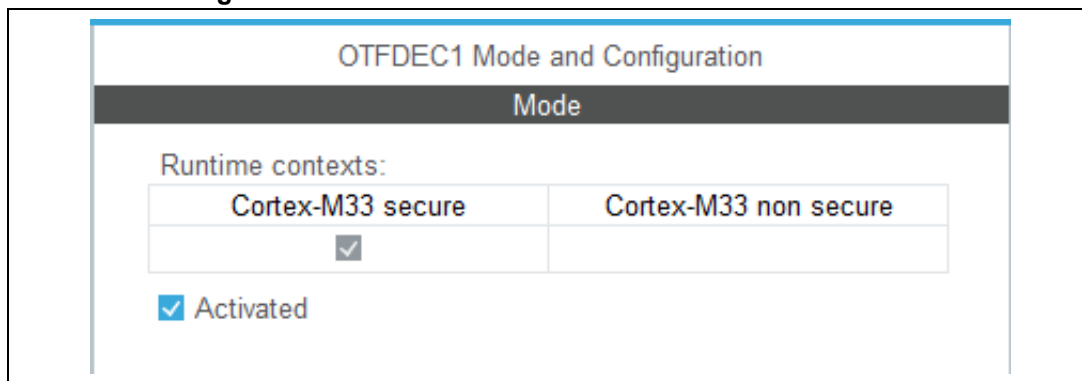 OTFDEC1 Mode and Configuration
Mode
Runtime contexts:
Cortex-M33 secure Cortex-M33 non secure
Activated